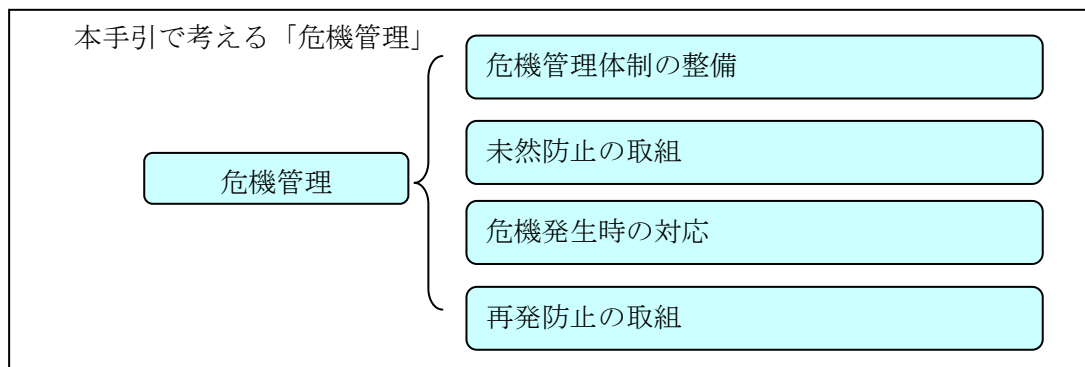 本手引で考える「危機管理」
危機管理
危機管理体制の整備
未然防止の取組
危機発生時の対応
再発防止の取組